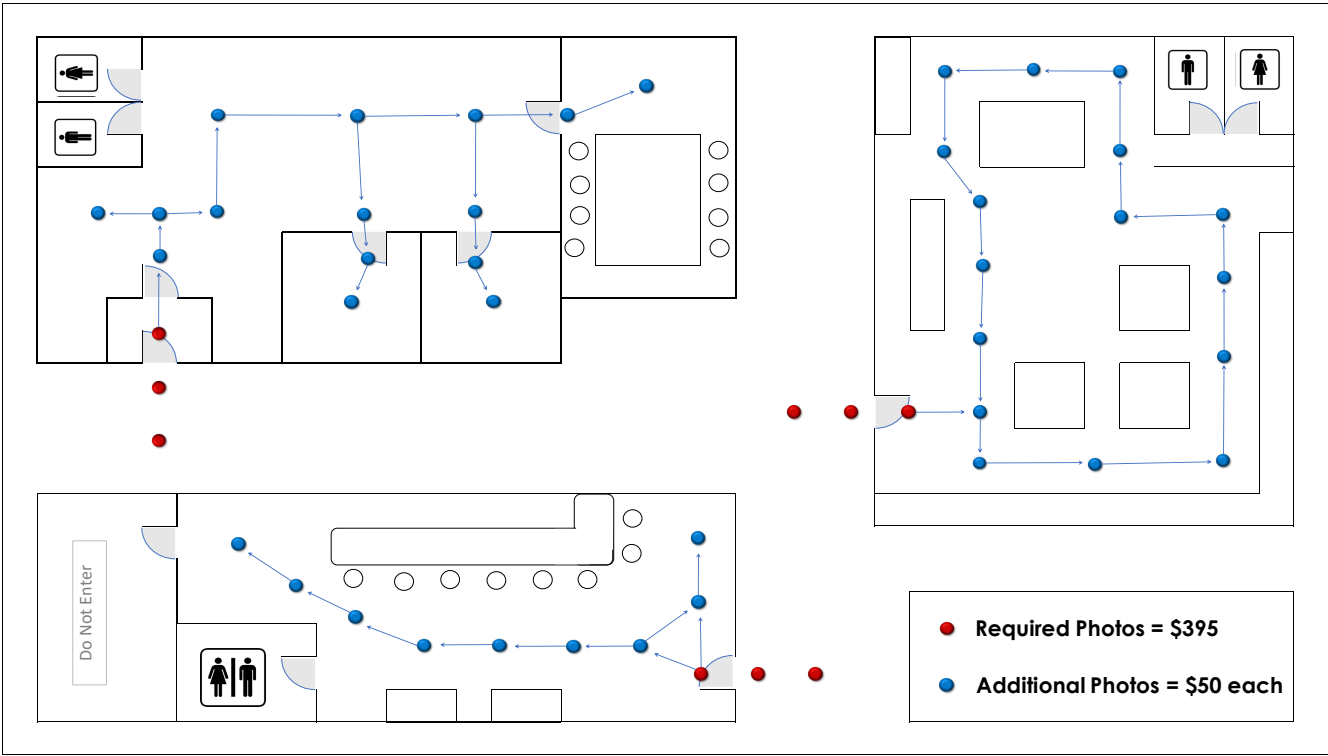 Do Not Enter
Required Photos = $395
Additional Photos = $50 each